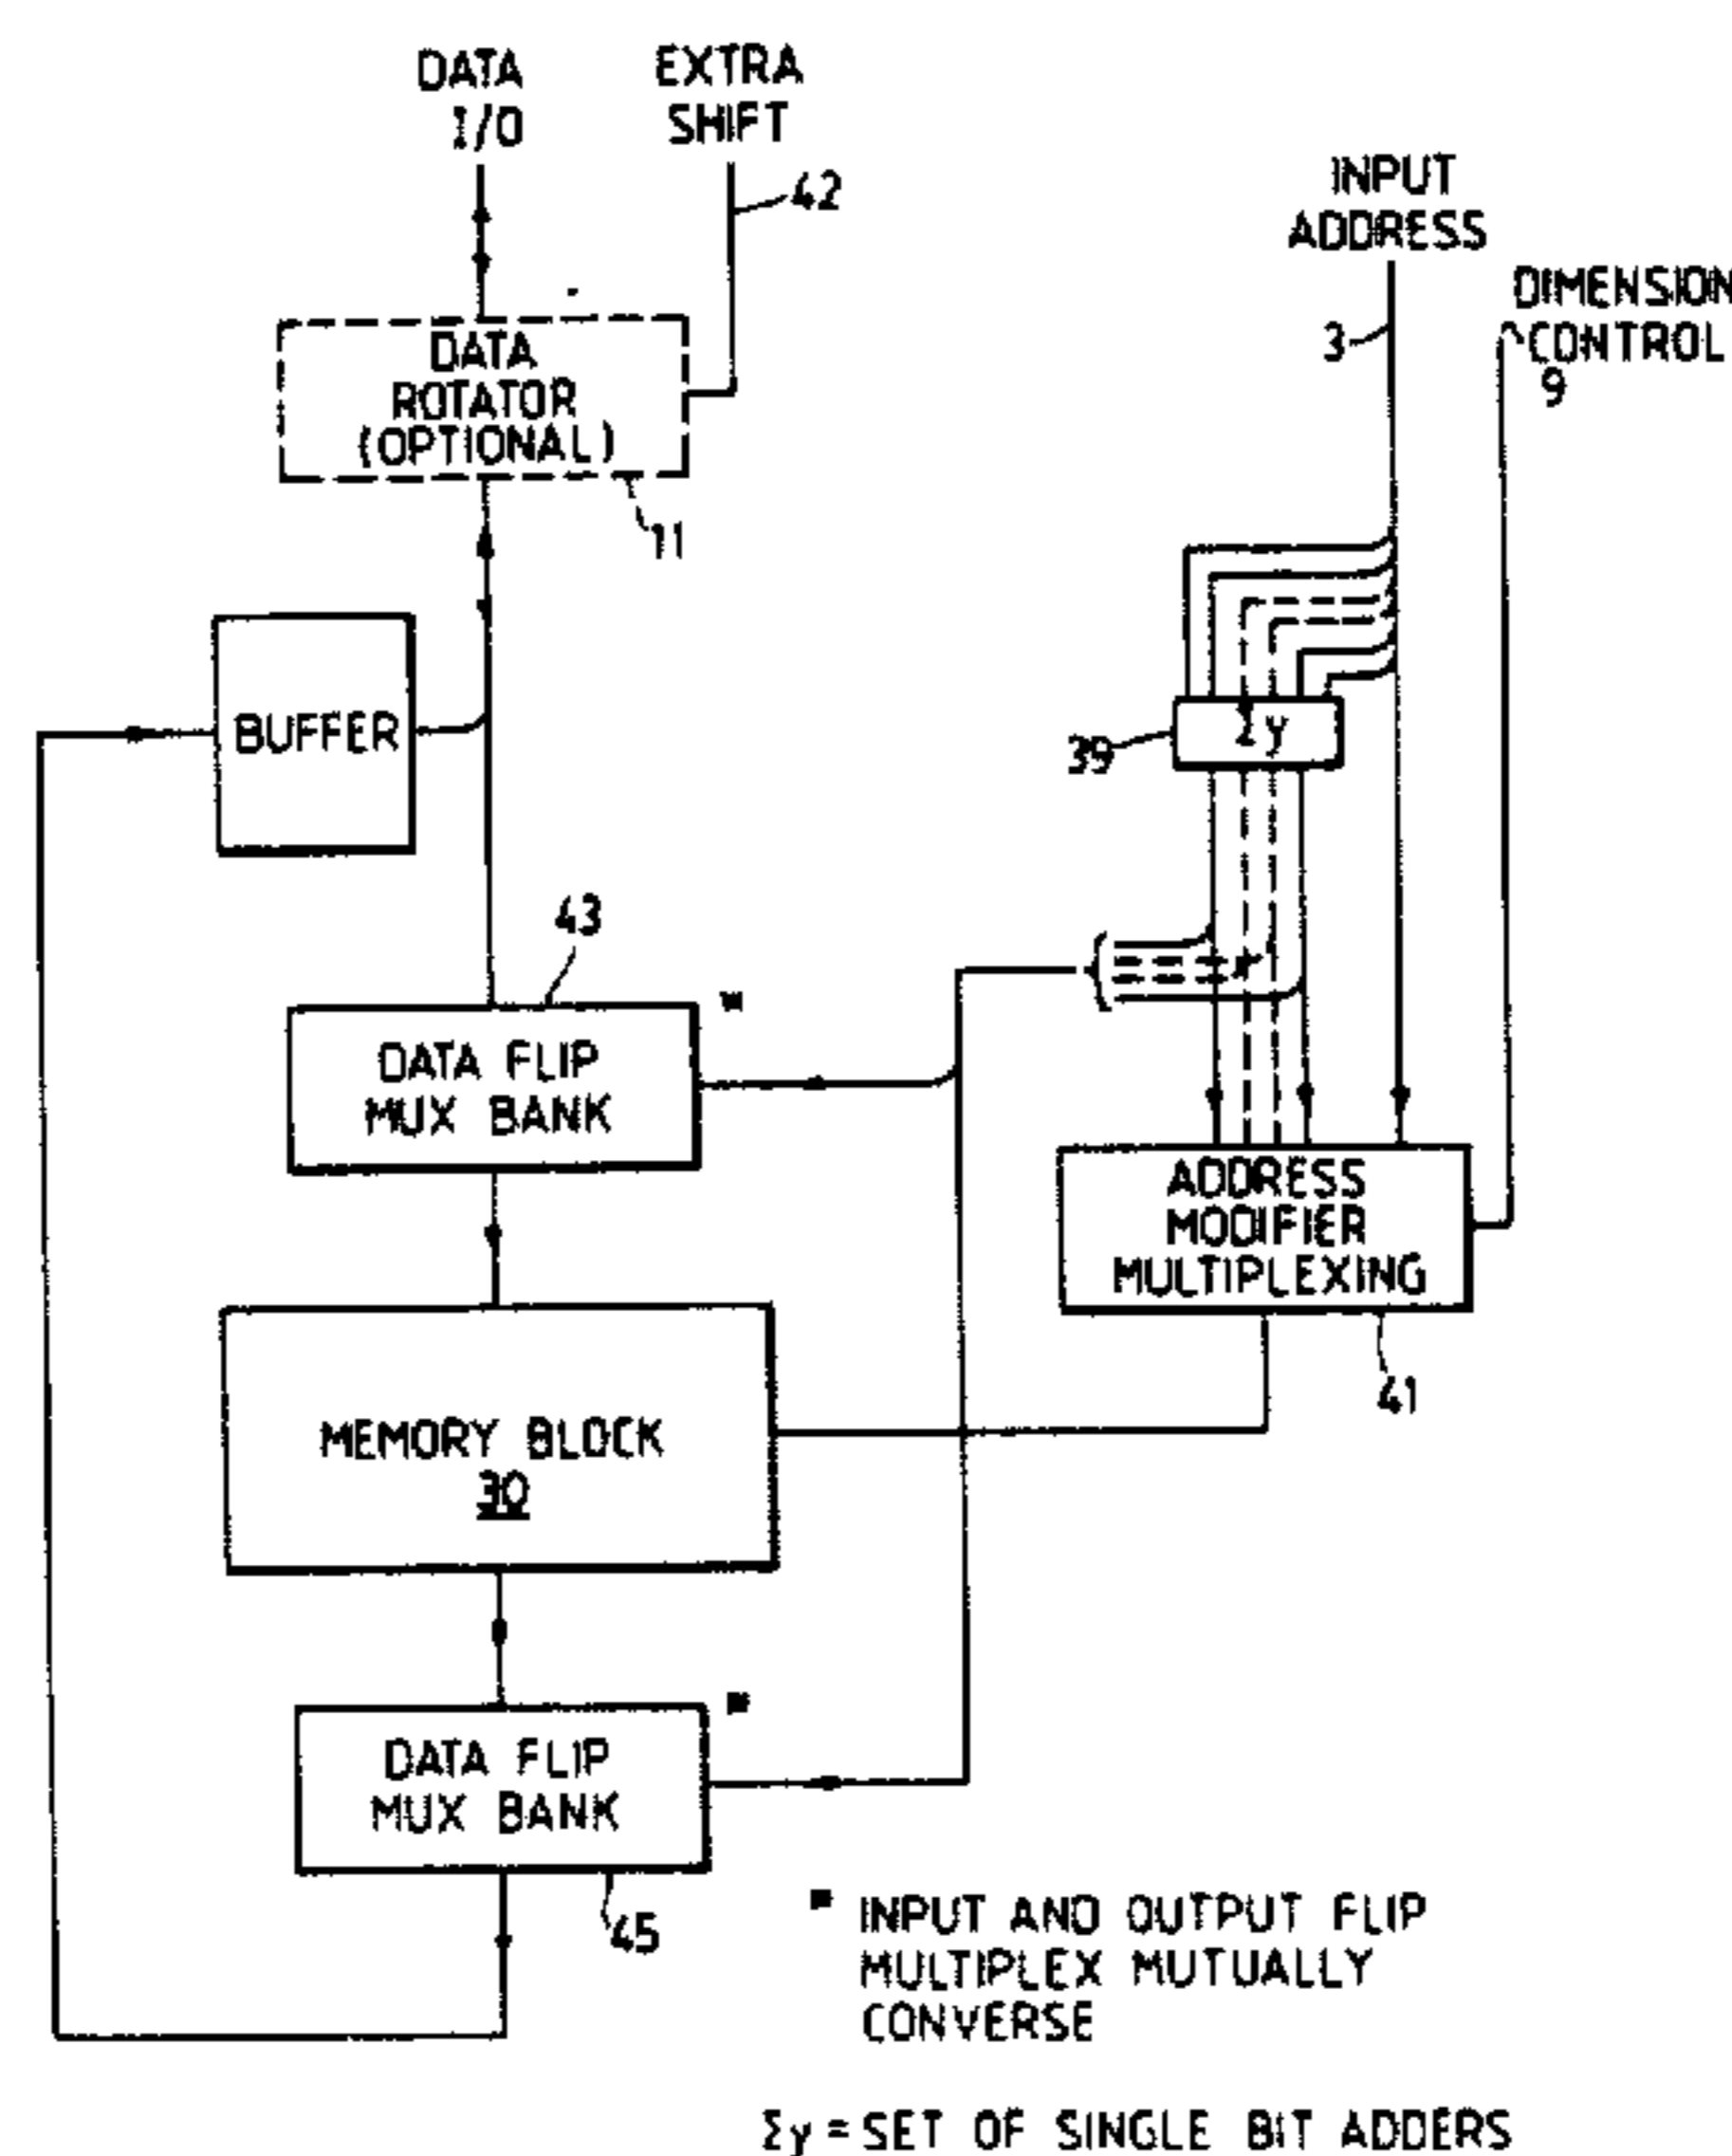 DATA
I/O
EXTRA
SHIFT
42
INPUT
ADDRESS
DIMENSION
CONTROL
9
3
DATA
ROTATOR
(OPTIONAL)
11
BUFFER
Σy
39
43
DATA FLIP
MUX BANK
ADDRESS
MODIFIER
MULTIPLEXING
41
MEMORY BLOCK
30
DATA FLIP
MUX BANK
45
INPUT AND OUTPUT FLIP
MULTIPLEX MUTUALLY
CONVERSE
Σy = SET OF SINGLE BIT ADDERS